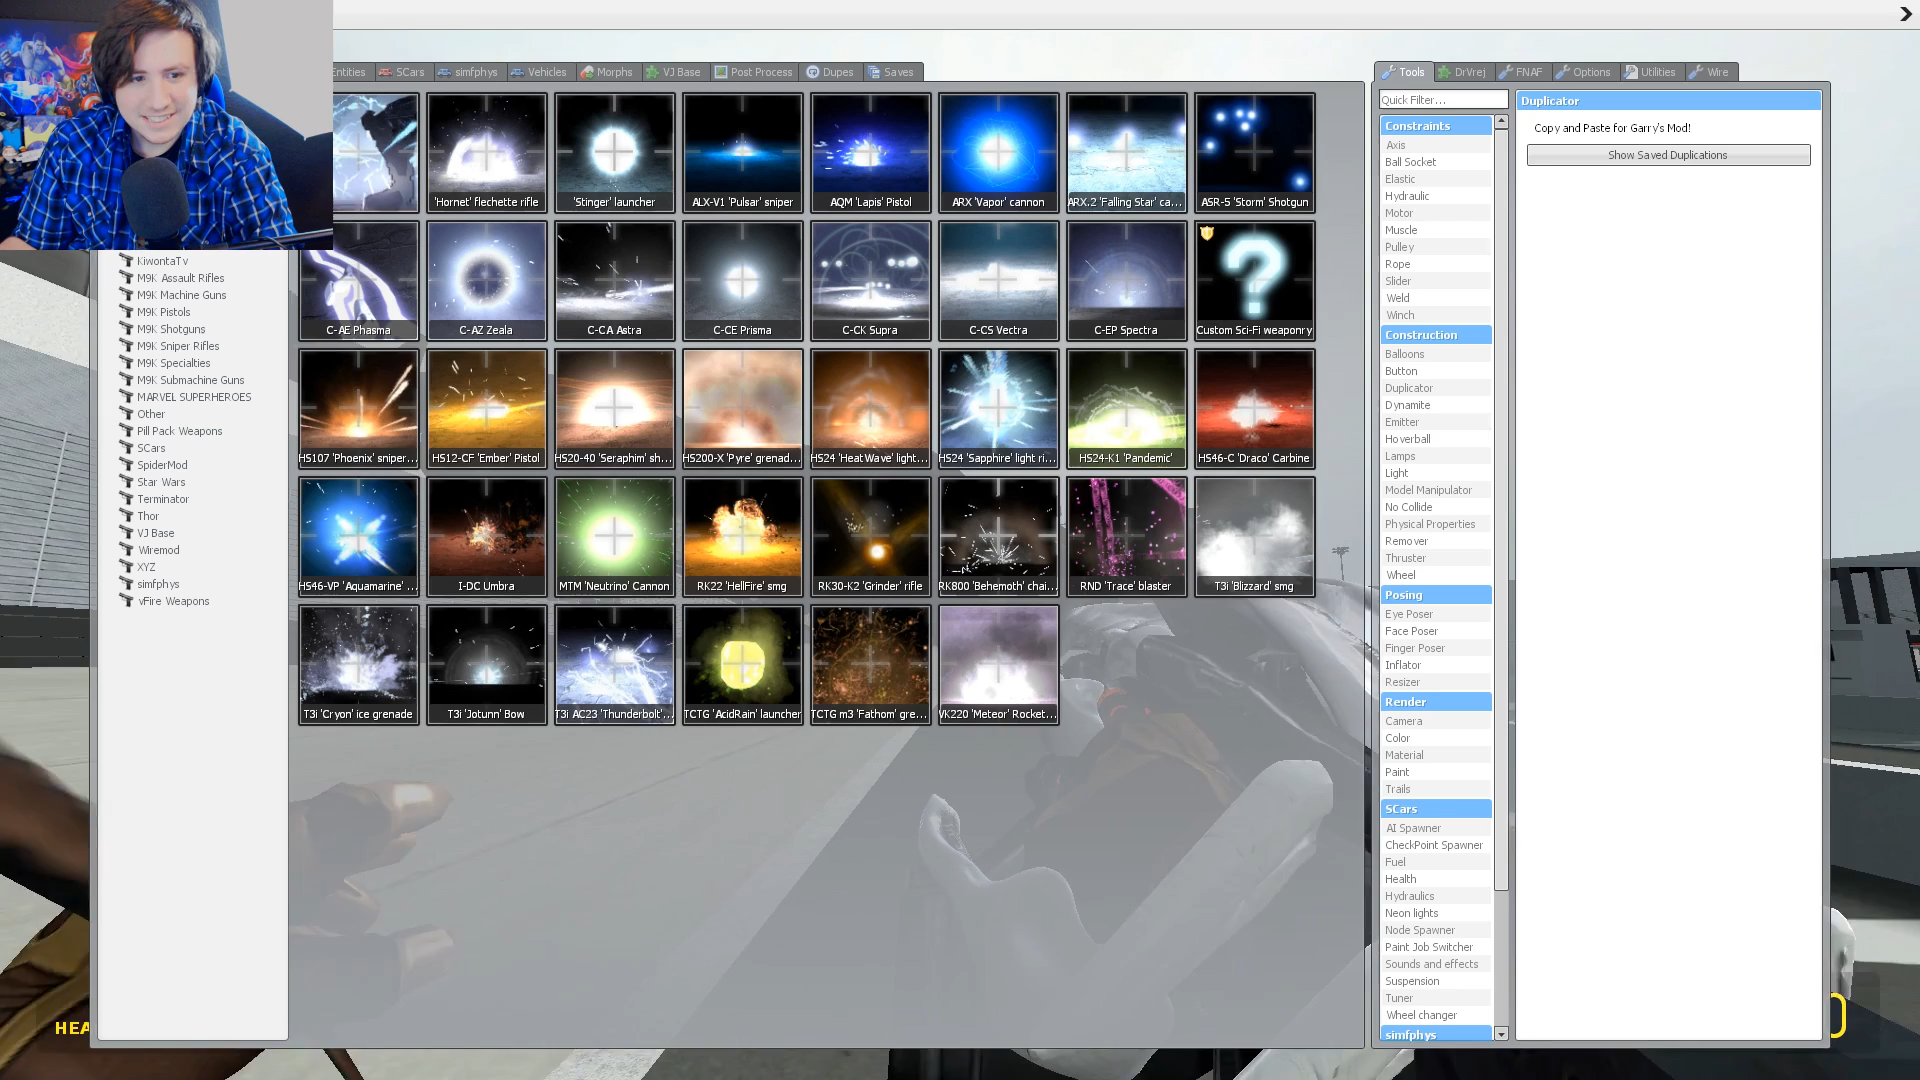 ntities
SCars
simfphys
Vehicles
Morphs
VJ Base
Post Process
Dupes
Saves
Tools
DrVrej
FNAF
Options
Utilities
Wire
'Hornet' flechette rifle
'Stinger' launcher
ALX-V1 'Pulsar' sniper
AQM 'Lapis' Pistol
ARX 'Vapor' cannon
ARX.2 'Falling Star' ca...
ASR-5 'Storm' Shotgun
C-AE Phasma
C-AZ Zeala
C-CA Astra
C-CE Prisma
C-CK Supra
C-CS Vectra
C-EP Spectra
Custom Sci-Fi weaponry
HS107 'Phoenix' sniper...
HS12-CF 'Ember' Pistol
HS20-40 'Seraphim' sh...
HS200-X 'Pyre' grenad...
HS24 'HeatWave' light...
HS24 'Sapphire' light ri...
HS24-K1 'Pandemic'
HS46-C 'Draco' Carbine
HS46-VP 'Aquamarine' ...
I-DC Umbra
MTM 'Neutrino' Cannon
RK22 'HellFire' smg
RK30-K2 'Grinder' rifle
RK800 'Behemoth' chai...
RND 'Trace' blaster
T3i 'Blizzard' smg
T3i 'Cryon' ice grenade
T3i 'Jotunn' Bow
T3i AC23 'Thunderbolt'...
TCTG 'AcidRain' launcher
TCTG m3 'Fathom' gre...
VK220 'Meteor' Rocket...
KiwontaTv
M9K Assault Rifles
M9K Machine Guns
M9K Pistols
M9K Shotguns
M9K Sniper Rifles
M9K Specialties
M9K Submachine Guns
MARVEL SUPERHEROES
Other
Pill Pack Weapons
SCars
SpiderMod
Star Wars
Terminator
Thor
VJ Base
Wiremod
XYZ
simfphys
vFire Weapons
HEA
Quick Filter...
Constraints
Axis
Ball Socket
Elastic
Hydraulic
Motor
Muscle
Pulley
Rope
Slider
Weld
Winch
Construction
Balloons
Button
Duplicator
Dynamite
Emitter
Hoverball
Lamps
Light
Model Manipulator
No Collide
Physical Properties
Remover
Thruster
Wheel
Posing
Eye Poser
Face Poser
Finger Poser
Inflator
Resizer
Render
Camera
Color
Material
Paint
Trails
SCars
AI Spawner
CheckPoint Spawner
Fuel
Health
Hydraulics
Neon lights
Node Spawner
Paint Job Switcher
Sounds and effects
Suspension
Tuner
Wheel changer
simfphys
Duplicator
Copy and Paste for Garry's Mod!
Show Saved Duplications